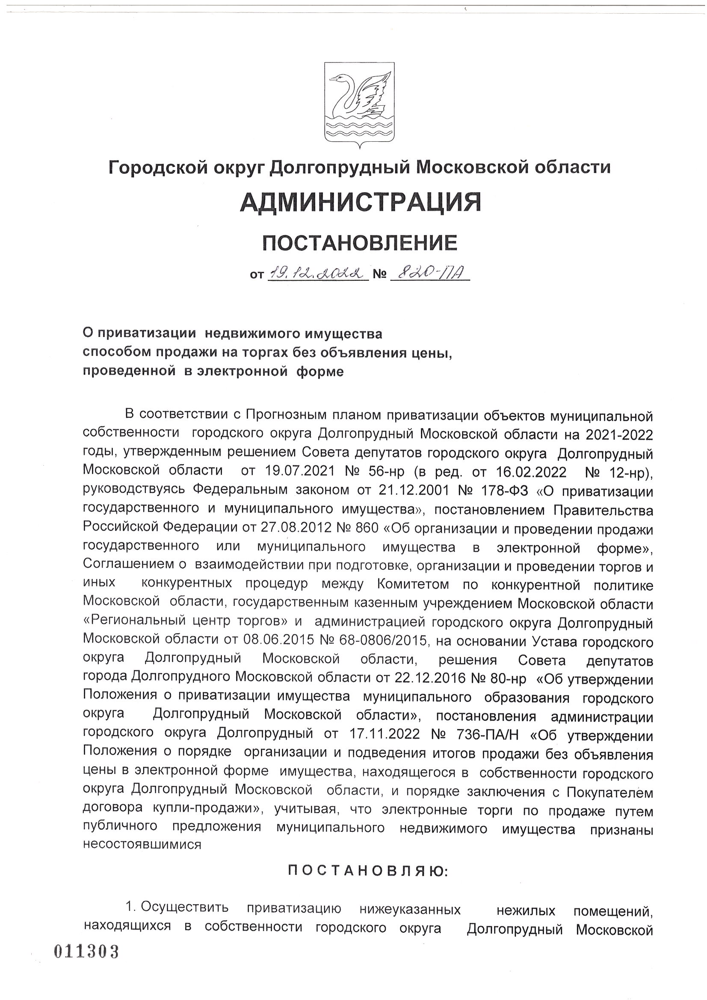 Городской округ Долгопрудный Московской области
АДМИНИСТРАЦИЯ
ПОСТАНОВЛЕНИЕ
от 19.12.2022 № 820-ПА
О приватизации недвижимого имущества
способом продажи на торгах без объявления цены,
проведенной в электронной форме
В соответствии с Прогнозным планом приватизации объектов муниципальной
собственности городского округа Долгопрудный Московской области на 2021-2022
годы, утвержденным решением Совета депутатов городского округа Долгопрудный
Московской области от 19.07.2021 № 56-нр (в ред. от 16.02.2022 № 12-нр),
руководствуясь Федеральным законом от 21.12.2001 № 178-ФЗ «О приватизации
государственного и муниципального имущества», постановлением Правительства
Российской Федерации от 27.08.2012 № 860 «Об организации и проведении продажи
государственного или муниципального имущества в электронной форме»,
Соглашением о взаимодействии при подготовке, организации и проведении торгов и
иных конкурентных процедур между Комитетом по конкурентной политике
Московской области, государственным казенным учреждением Московской области
«Региональный центр торгов» и администрацией городского округа Долгопрудный
Московской области от 08.06.2015 № 68-0806/2015, на основании Устава городского
округа Долгопрудный Московской области, решения Совета депутатов
города Долгопрудного Московской области от 22.12.2016 № 80-нр «Об утверждении
Положения о приватизации имущества муниципального образования городского
округа Долгопрудный Московской области», постановления администрации
городского округа Долгопрудный от 17.11.2022 № 736-ПА/Н «Об утверждении
Положения о порядке организации и подведения итогов продажи без объявления
цены в электронной форме имущества, находящегося в собственности городского
округа Долгопрудный Московской области, и порядке заключения с Покупателем
договора купли-продажи», учитывая, что электронные торги по продаже путем
публичного предложения муниципального недвижимого имущества признаны
несостоявшимися
П О С Т А Н О В Л Я Ю:
1. Осуществить приватизацию нижеуказанных нежилых помещений,
находящихся в собственности городского округа Долгопрудный Московской
011303